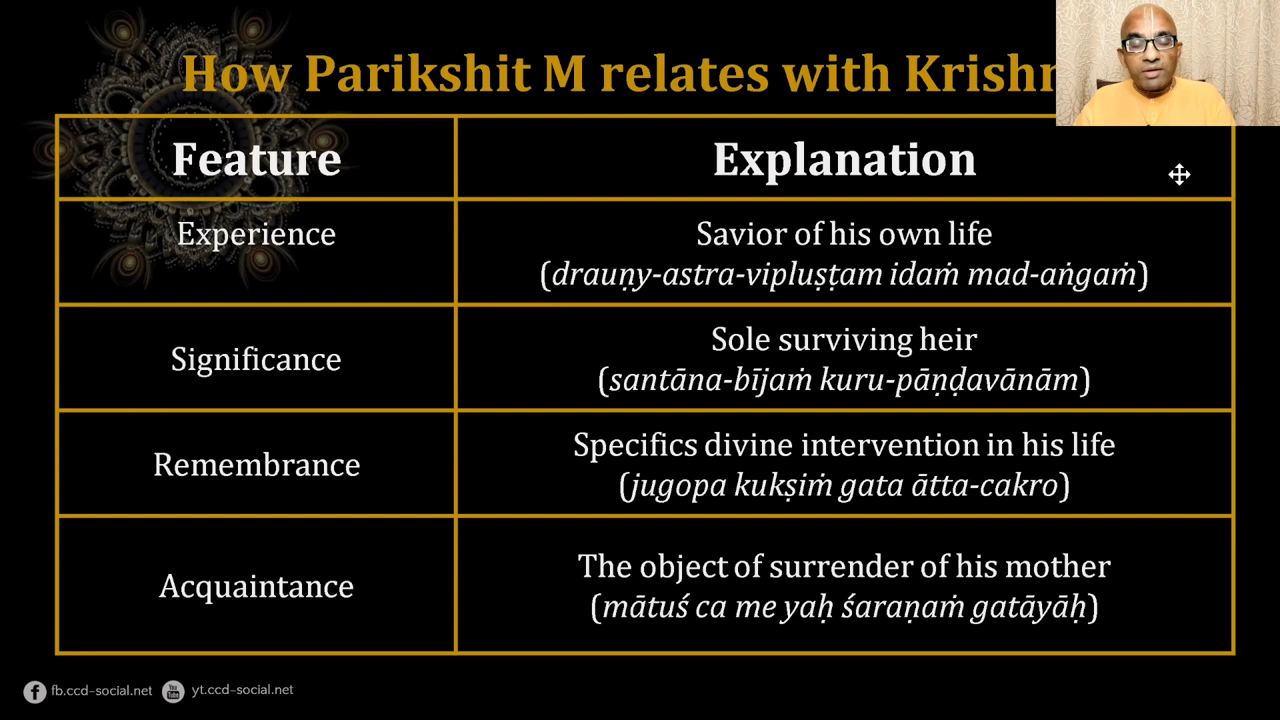 How Parikshit M relates with Krishn
Feature
Explanation
Experience
Savior of his own life
(drauṇy-astra-vipluṣṭam idaṁ mad-aṅgaṁ)
Significance
Sole surviving heir
(santāna-bījaṁ kuru-pāṇḍavānām)
Remembrance
Specifics divine intervention in his life
(jugopa kukṣiṁ gata ātta-cakro)
Acquaintance
The object of surrender of his mother
(mātuś ca me yaḥ śaraṇaṁ gatāyāḥ)
fb.ccd-social.net
You Tube
yt.ccd-social.net